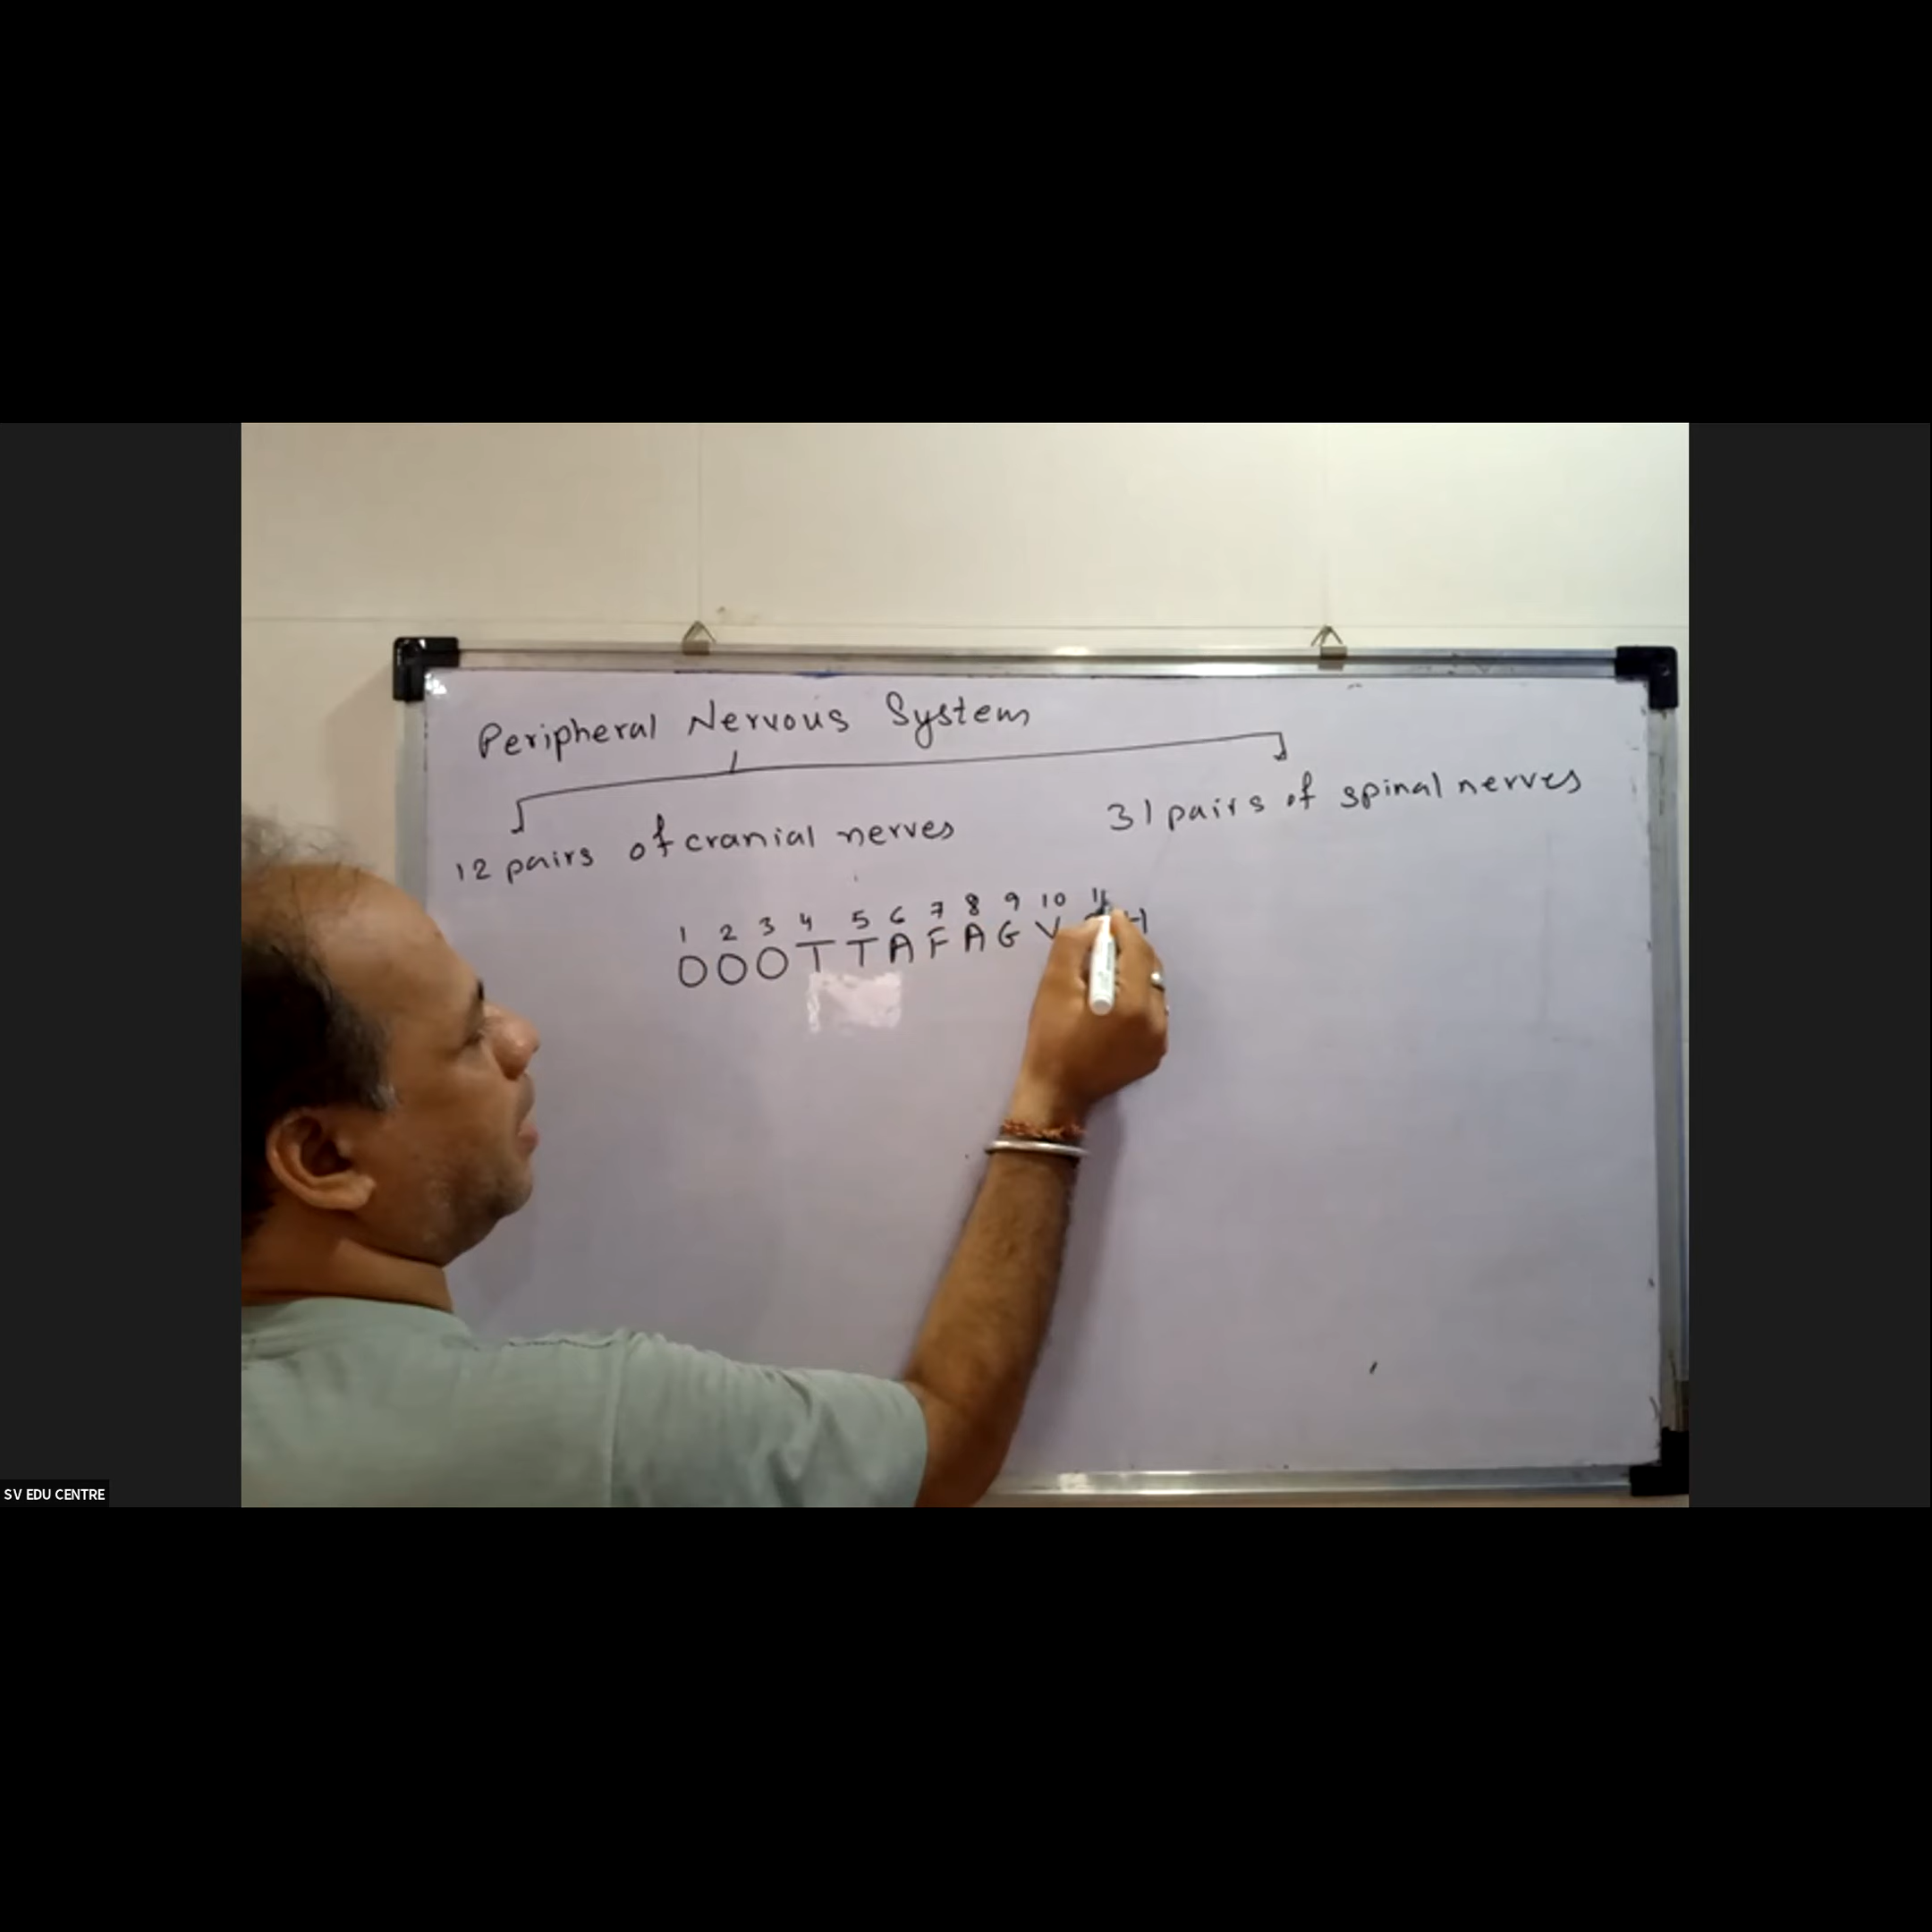 Peripheral Nervous System
12 pairs of cranial nerves
31 pairs of spinal nerves
1 2 3 4 5 6 7 8 9 10 11
O O O T T A F A G V H
SV EDU CENTRE